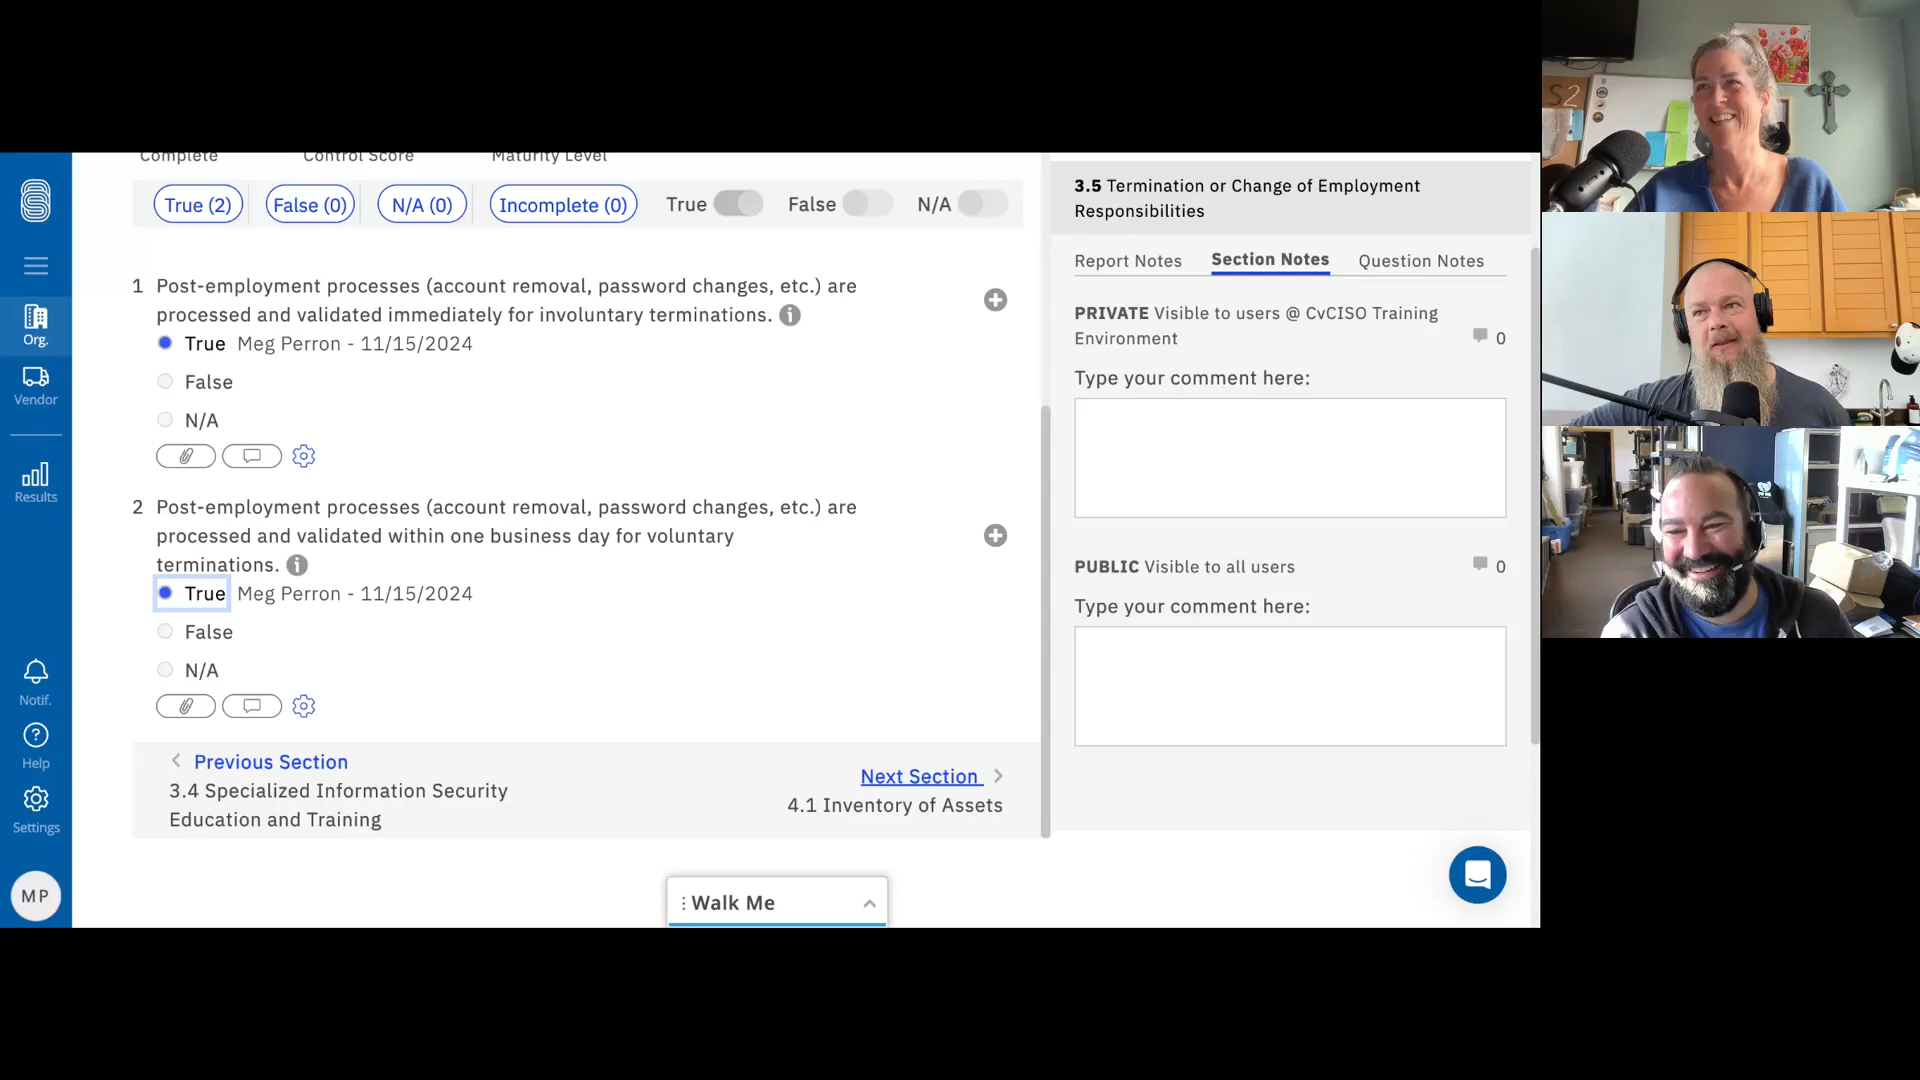 Complete
Control Score
Maturity Level
True (2)
False (0)
N/A (0)
Incomplete (0)
True
False
N/A
1 Post-employment processes (account removal, password changes, etc.) are
processed and validated immediately for involuntary terminations.
True Meg Perron - 11/15/2024
False
N/A
2 Post-employment processes (account removal, password changes, etc.) are
processed and validated within one business day for voluntary
terminations.
True Meg Perron - 11/15/2024
False
N/A
Previous Section
3.4 Specialized Information Security
Education and Training
Next Section
4.1 Inventory of Assets
Walk Me
3.5 Termination or Change of Employment
Responsibilities
Report Notes
Section Notes
Question Notes
PRIVATE Visible to users @ CvCISO Training
Environment
0
Type your comment here:
PUBLIC Visible to all users
0
Type your comment here:
Org.
Vendor
Results
Notif.
Help
Settings
MP
S2